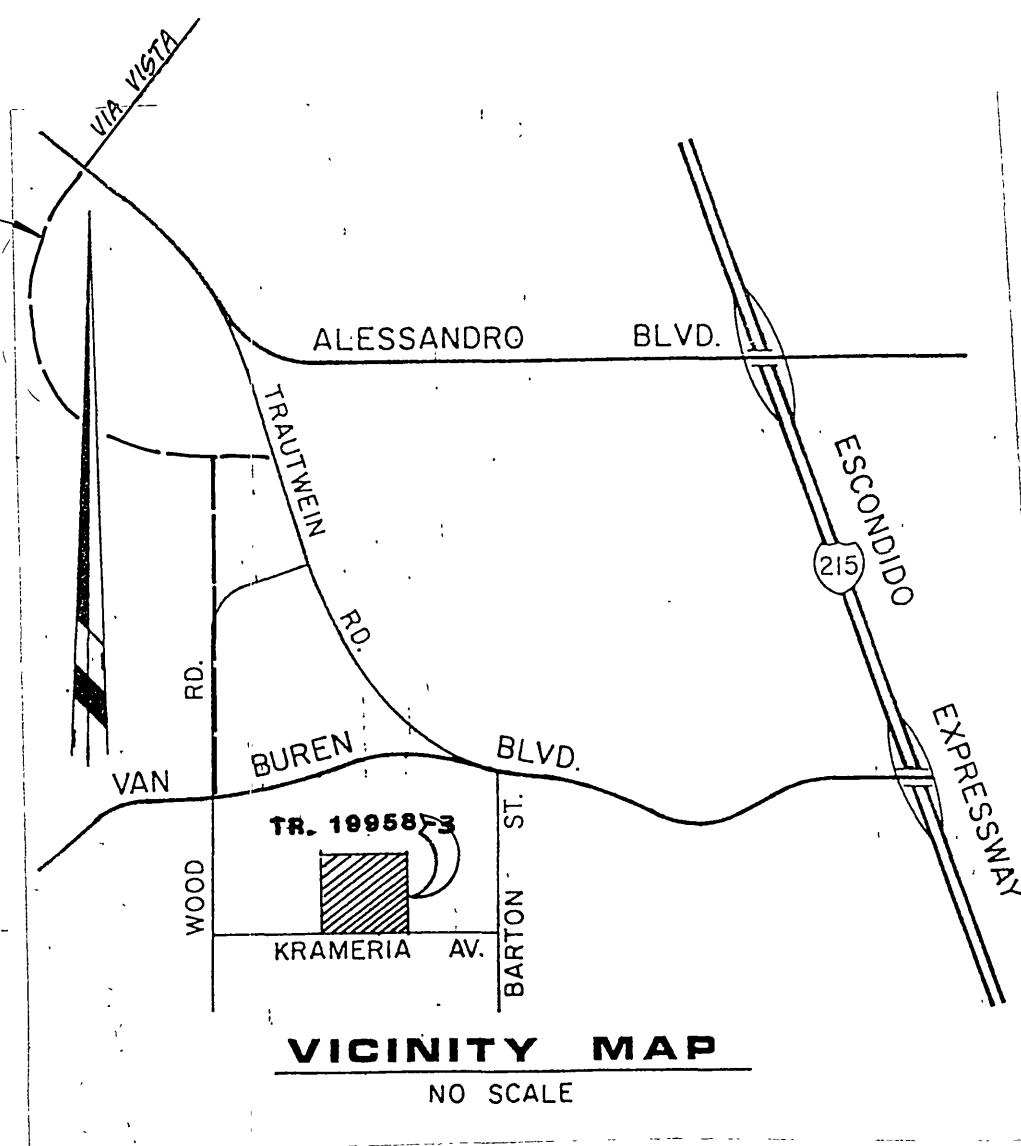 VIA VISTA
ALESSANDRO BLVD.
TRAUTWEIN RD.
ESCONDIDO
215
EXPRESSWAY
WOOD RD.
VAN BUREN BLVD.
TR. 19958-3
BARTON ST.
KRAMERIA AV.
VICINITY MAP
NO SCALE